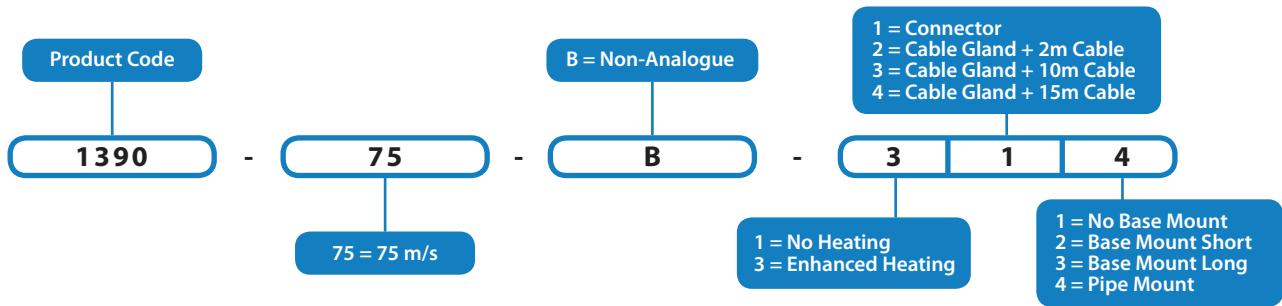 Product Code
B = Non-Analogue
1 = Connector
2 = Cable Gland + 2m Cable
3 = Cable Gland + 10m Cable
4 = Cable Gland + 15m Cable
1390 - 75 - B - 3 1 4
75 = 75 m/s
1 = No Heating
3 = Enhanced Heating
1 = No Base Mount
2 = Base Mount Short
3 = Base Mount Long
4 = Pipe Mount